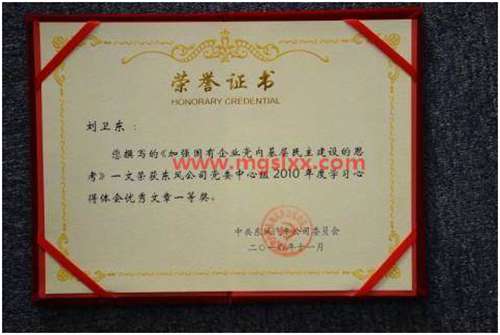 荣誉证书
HONORARY CREDENTIAL
刘卫东：
您撰写的《加强国有企业党内基层民主建设的思
考》一文荣获东风公司党委中心组2010年度学习心
得体会优秀文章一等奖。
www.mgslxx.com
中共东风汽车公司委员会
二〇一〇年十一月